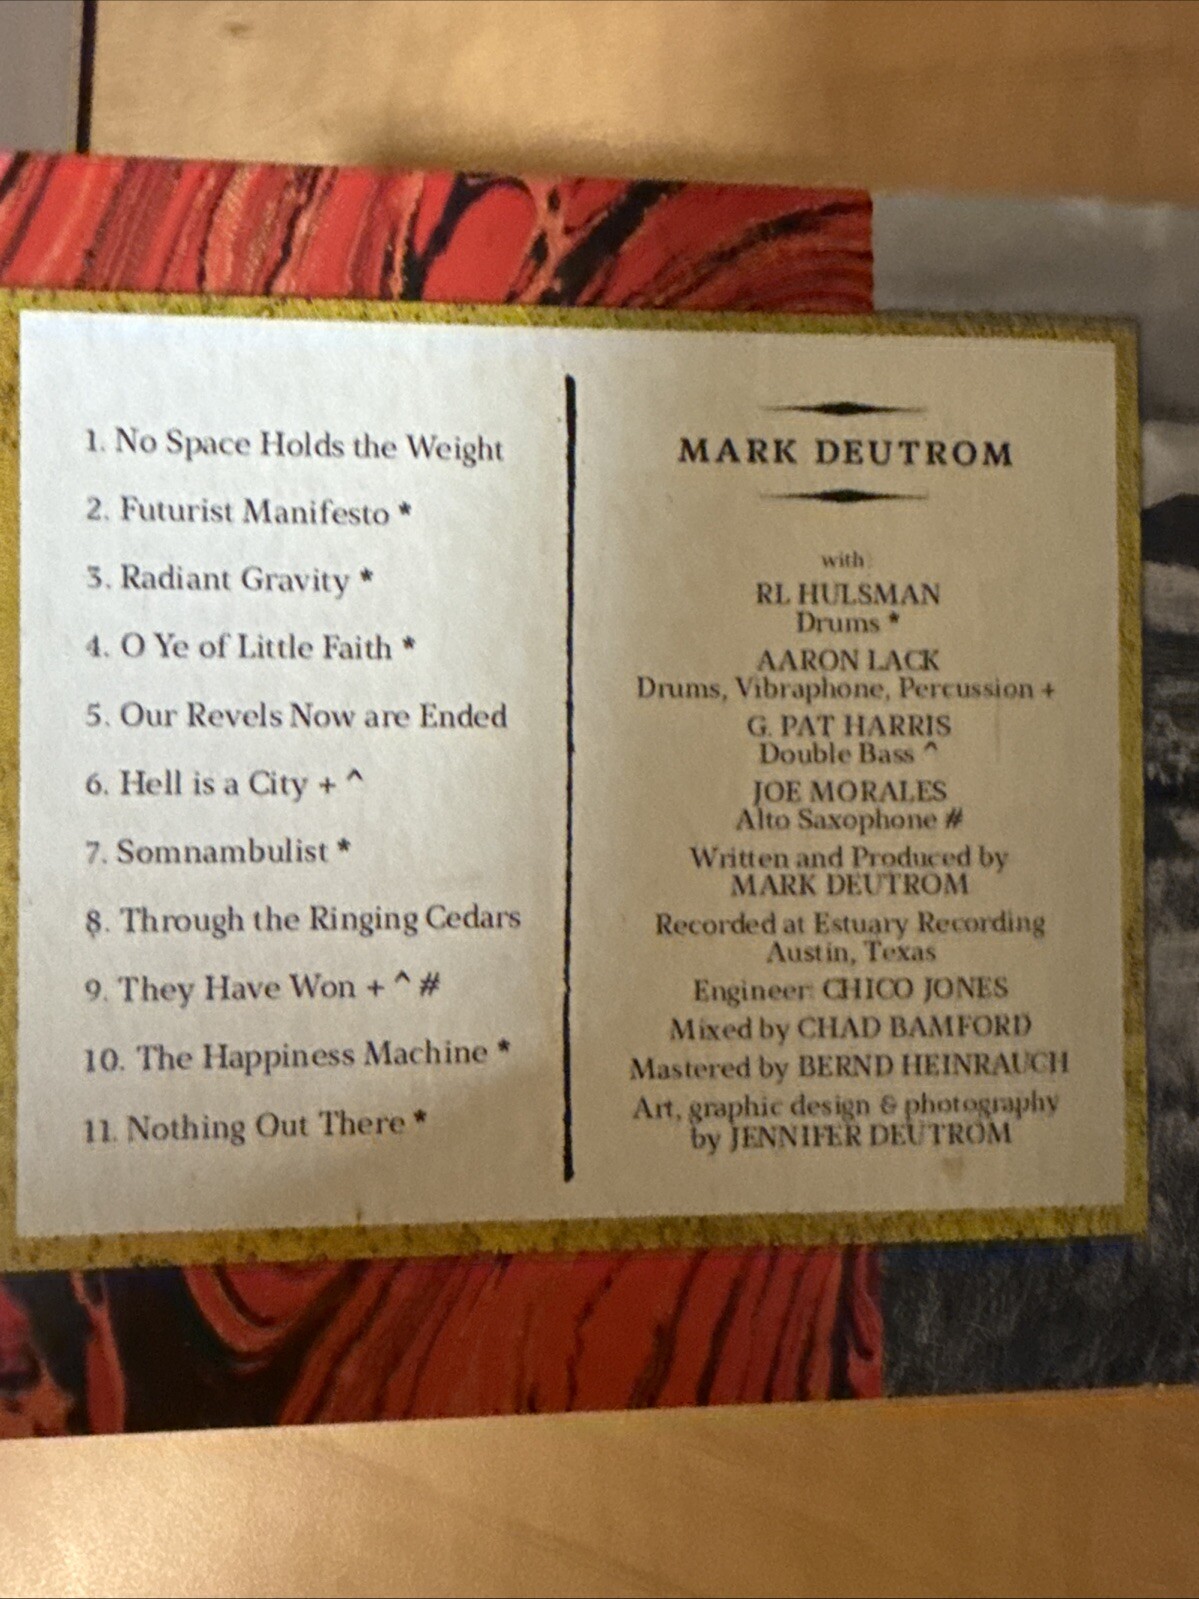 1. No Space Holds the Weight
2. Futurist Manifesto *
3. Radiant Gravity *
4. O Ye of Little Faith *
5. Our Revels Now are Ended
6. Hell is a City + ^
7. Somnambulist *
8. Through the Ringing Cedars
9. They Have Won + ^ #
10. The Happiness Machine *
11. Nothing Out There *
MARK DEUTROM
with
RL HULSMAN
Drums *
AARON LACK
Drums, Vibraphone, Percussion +
G. PAT HARRIS
Double Bass ^
JOE MORALES
Alto Saxophone #
Written and Produced by
MARK DEUTROM
Recorded at Estuary Recording
Austin, Texas
Engineer: CHICO JONES
Mixed by CHAD BAMFORD
Mastered by BERND HEINRAUCH
Art, graphic design & photography
by JENNIFER DEUTROM